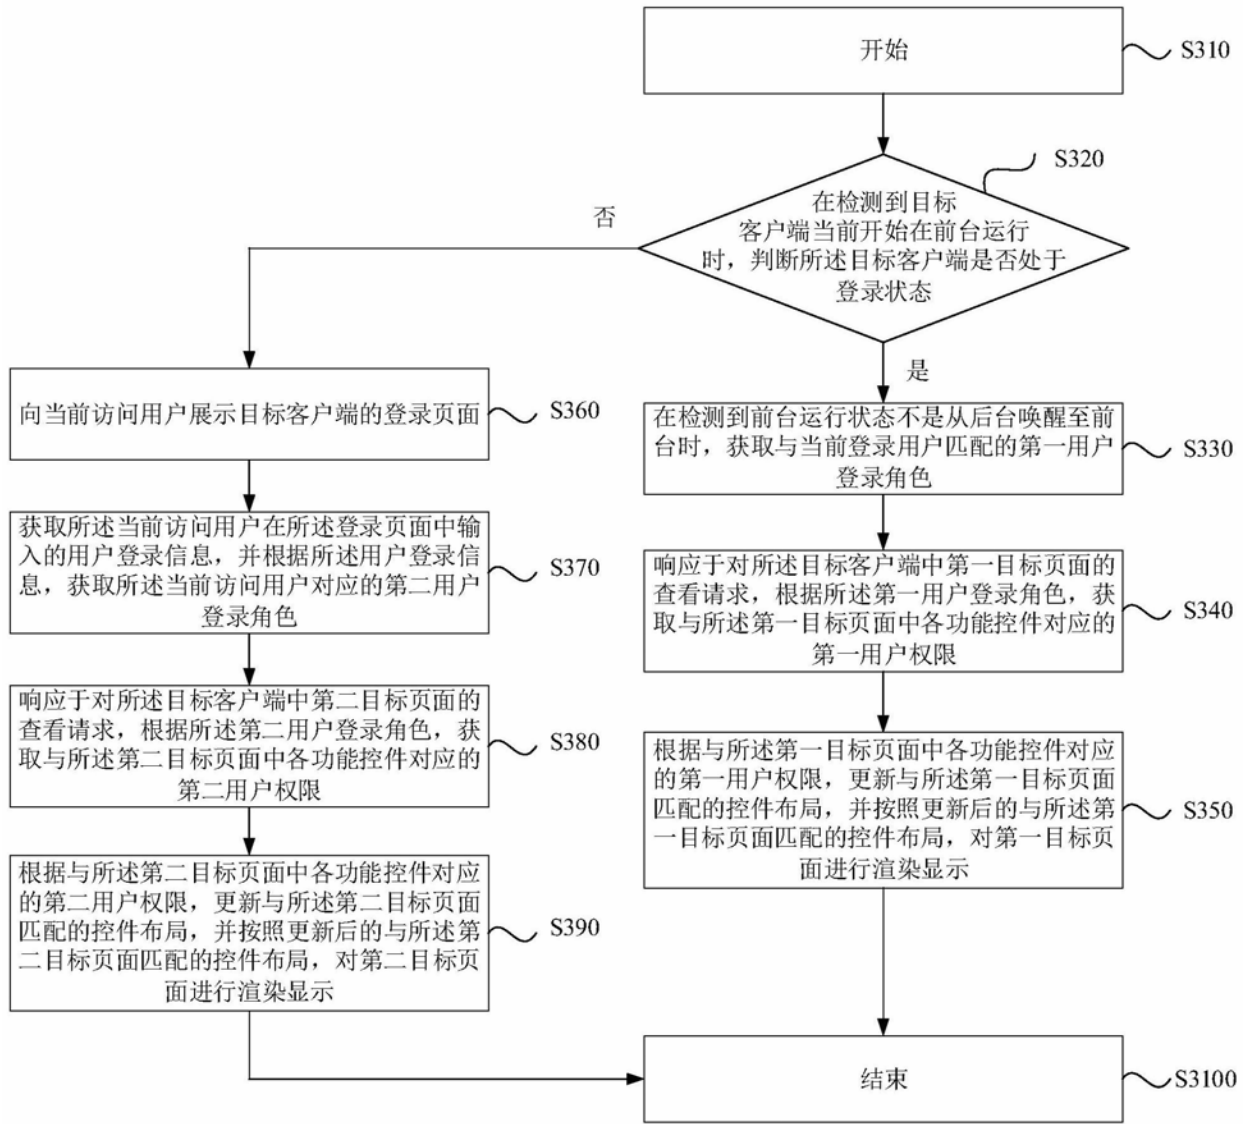 开始
S310
S320
在检测到目标
客户端当前开始在前台运行
时，判断所述目标客户端是否处于
登录状态
否
是
向当前访问用户展示目标客户端的登录页面
S360
在检测到前台运行状态不是从后台唤醒至前
台时，获取与当前登录用户匹配的第一用户
登录角色
S330
获取所述当前访问用户在所述登录页面中输
入的用户登录信息，并根据所述用户登录信
息，获取所述当前访问用户对应的第二用户
登录角色
S370
响应于对所述目标客户端中第一目标页面的
查看请求，根据所述第一用户登录角色，获
取与所述第一目标页面中各功能控件对应的
第一用户权限
S340
响应于对所述目标客户端中第二目标页面的
查看请求，根据所述第二用户登录角色，获
取与所述第二目标页面中各功能控件对应的
第二用户权限
S380
根据与所述第一目标页面中各功能控件对应
的第一用户权限，更新与所述第一目标页面
匹配的控件布局，并按照更新后的与所述第
一目标页面匹配的控件布局，对第一目标页
面进行渲染显示
S350
根据与所述第二目标页面中各功能控件对应
的第二用户权限，更新与所述第二目标页面
匹配的控件布局，并按照更新后的与所述第
二目标页面匹配的控件布局，对第二目标页
面进行渲染显示
S390
结束
S3100